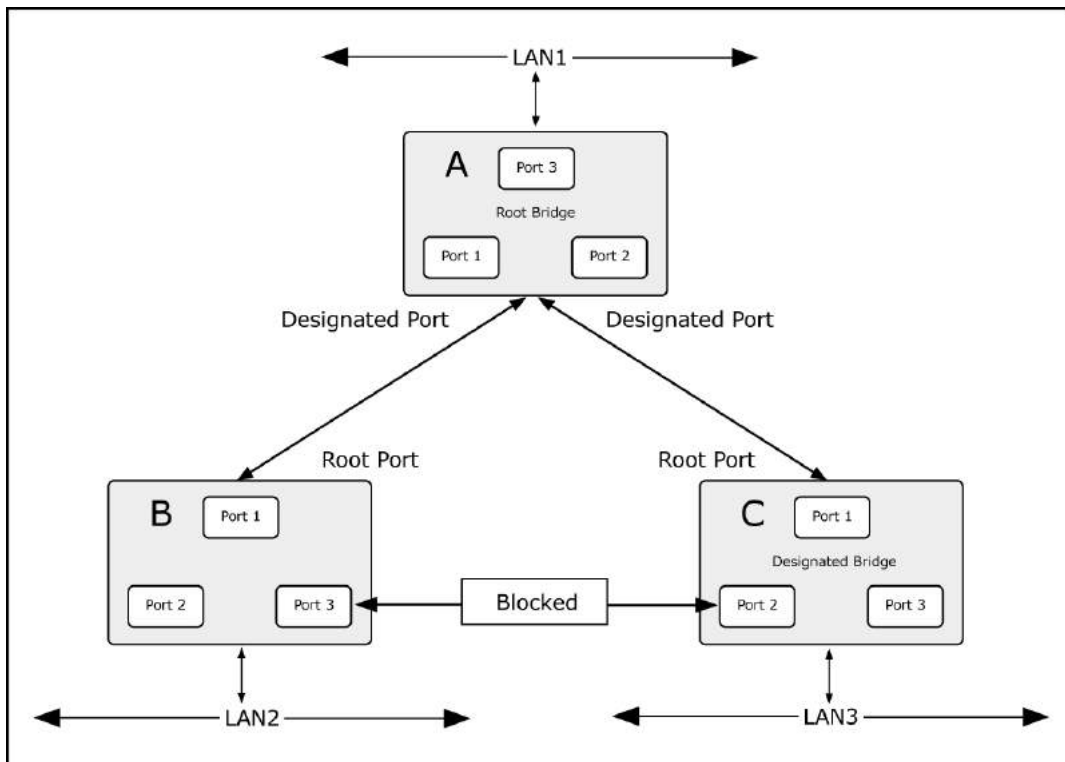 LAN1
A
Port 3
Root Bridge
Port 1
Port 2
Designated Port
Designated Port
Root Port
Root Port
B
Port 1
C
Port 1
Designated Bridge
Port 2
Port 3
Blocked
Port 2
Port 3
LAN2
LAN3